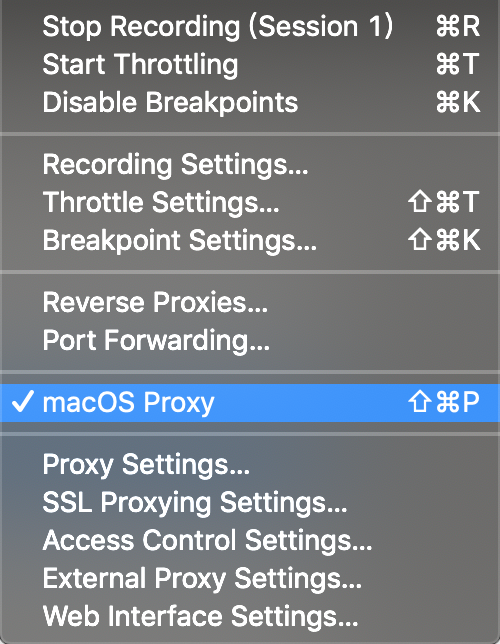 Stop Recording (Session 1) ⌘R
Start Throttling ⌘T
Disable Breakpoints ⌘K
Recording Settings...
Throttle Settings... ⇧⌘T
Breakpoint Settings... ⇧⌘K
Reverse Proxies...
Port Forwarding...
✓ macOS Proxy ⇧⌘P
Proxy Settings...
SSL Proxying Settings...
Access Control Settings...
External Proxy Settings...
Web Interface Settings...